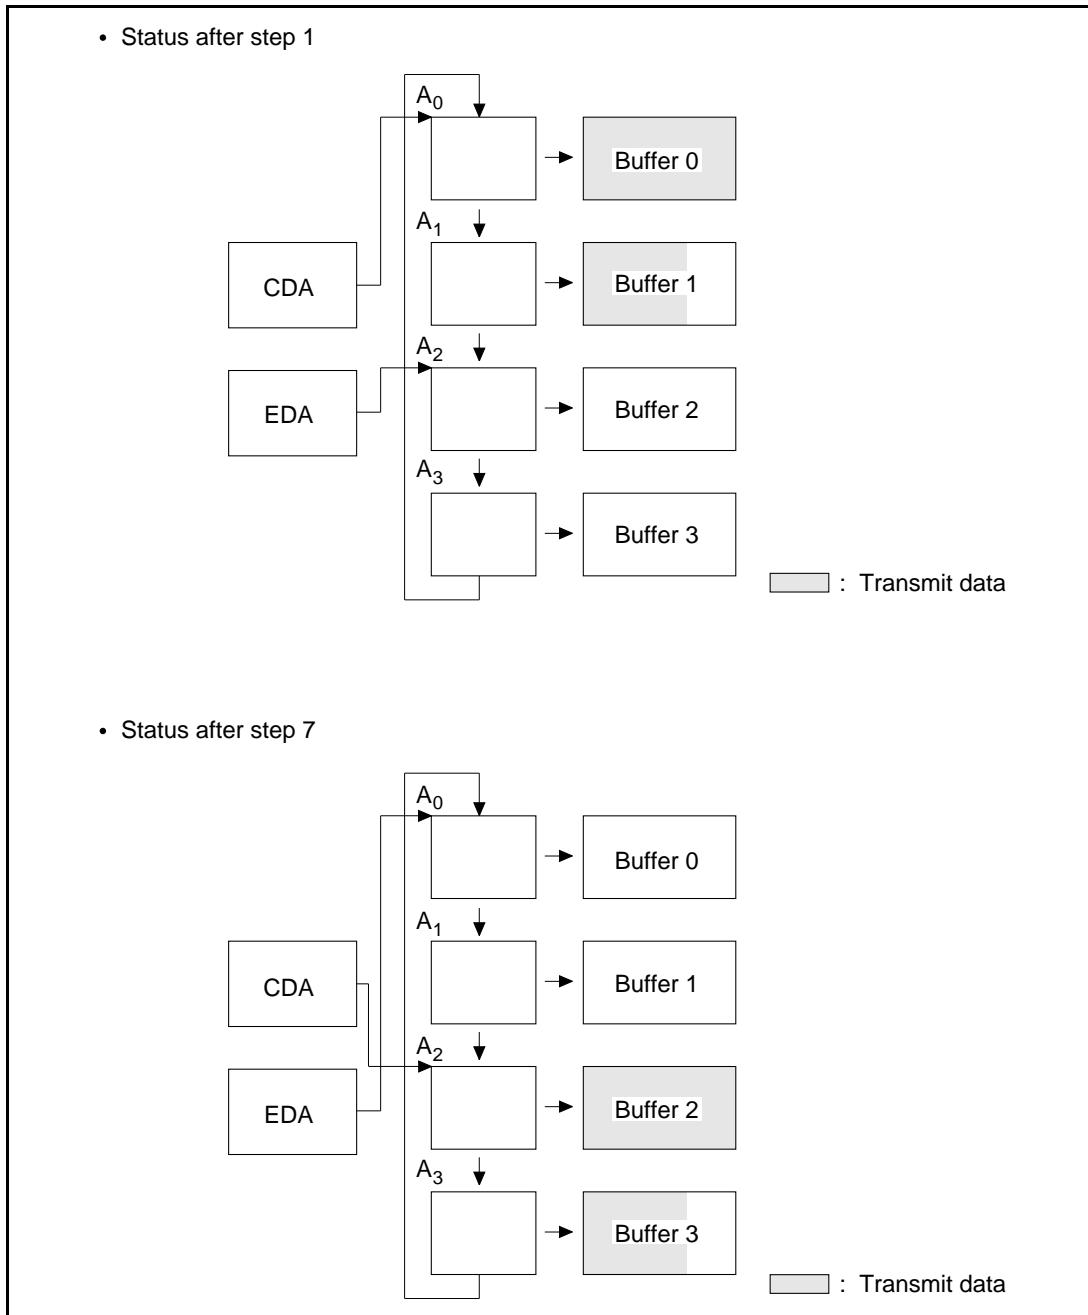 • Status after step 1
A0
Buffer 0
A1
CDA
Buffer 1
A2
EDA
Buffer 2
A3
Buffer 3
: Transmit data
• Status after step 7
A0
Buffer 0
A1
CDA
Buffer 1
A2
EDA
Buffer 2
A3
Buffer 3
: Transmit data